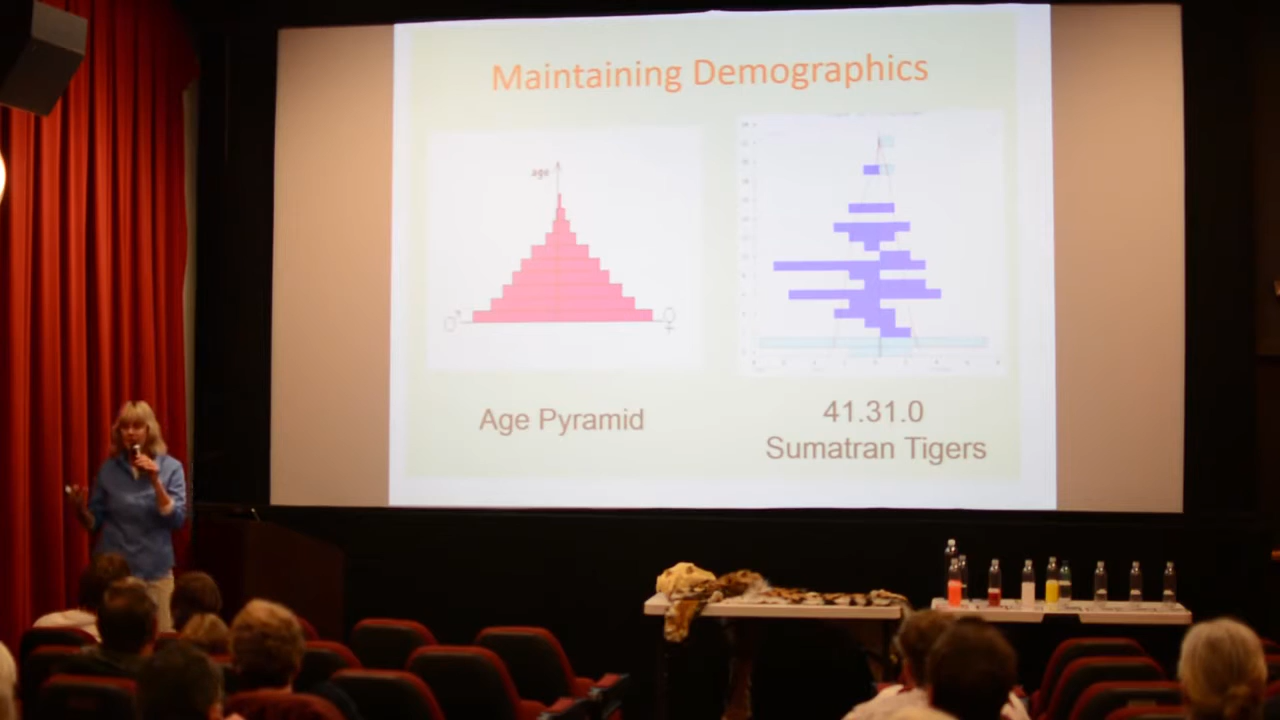 Maintaining Demographics
age
Age Pyramid
41.31.0
Sumatran Tigers